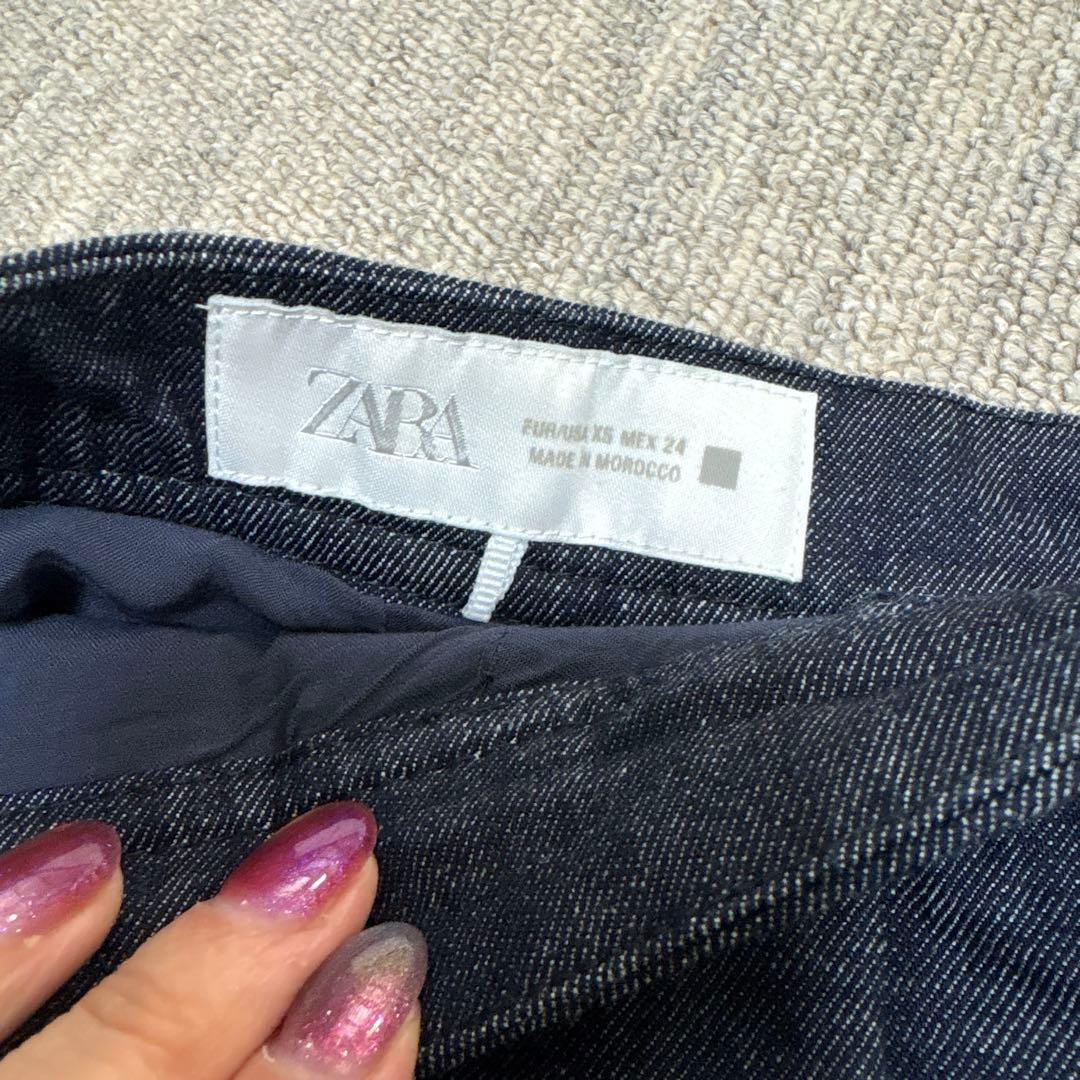 ZARA
EUR/USA XS MEX 24
MADE IN MOROCCO